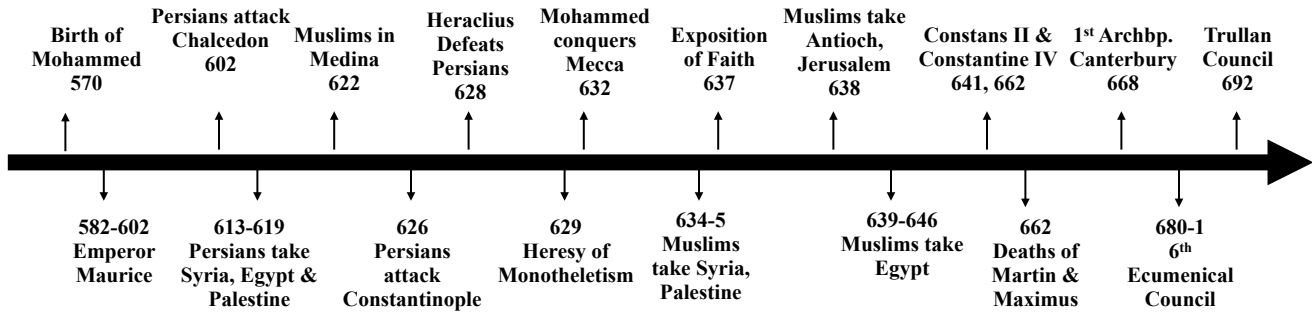 Birth of
Mohammed
570
Persians attack
Chalcedon
602
Muslims in
Medina
622
Heraclius
Defeats
Persians
628
Mohammed
conquers
Mecca
632
Exposition
of Faith
637
Muslims take
Antioch,
Jerusalem
638
Constans II &
Constantine IV
641, 662
1st Archbp.
Canterbury
668
Trullan
Council
692
582-602
Emperor
Maurice
613-619
Persians take
Syria, Egypt &
Palestine
626
Persians
attack
Constantinople
629
Heresy of
Monotheletism
634-5
Muslims
take Syria,
Palestine
639-646
Muslims take
Egypt
662
Deaths of
Martin &
Maximus
680-1
6th
Ecumenical
Council